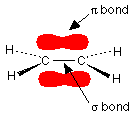 π bond
H H
C — C
H H
σ bond